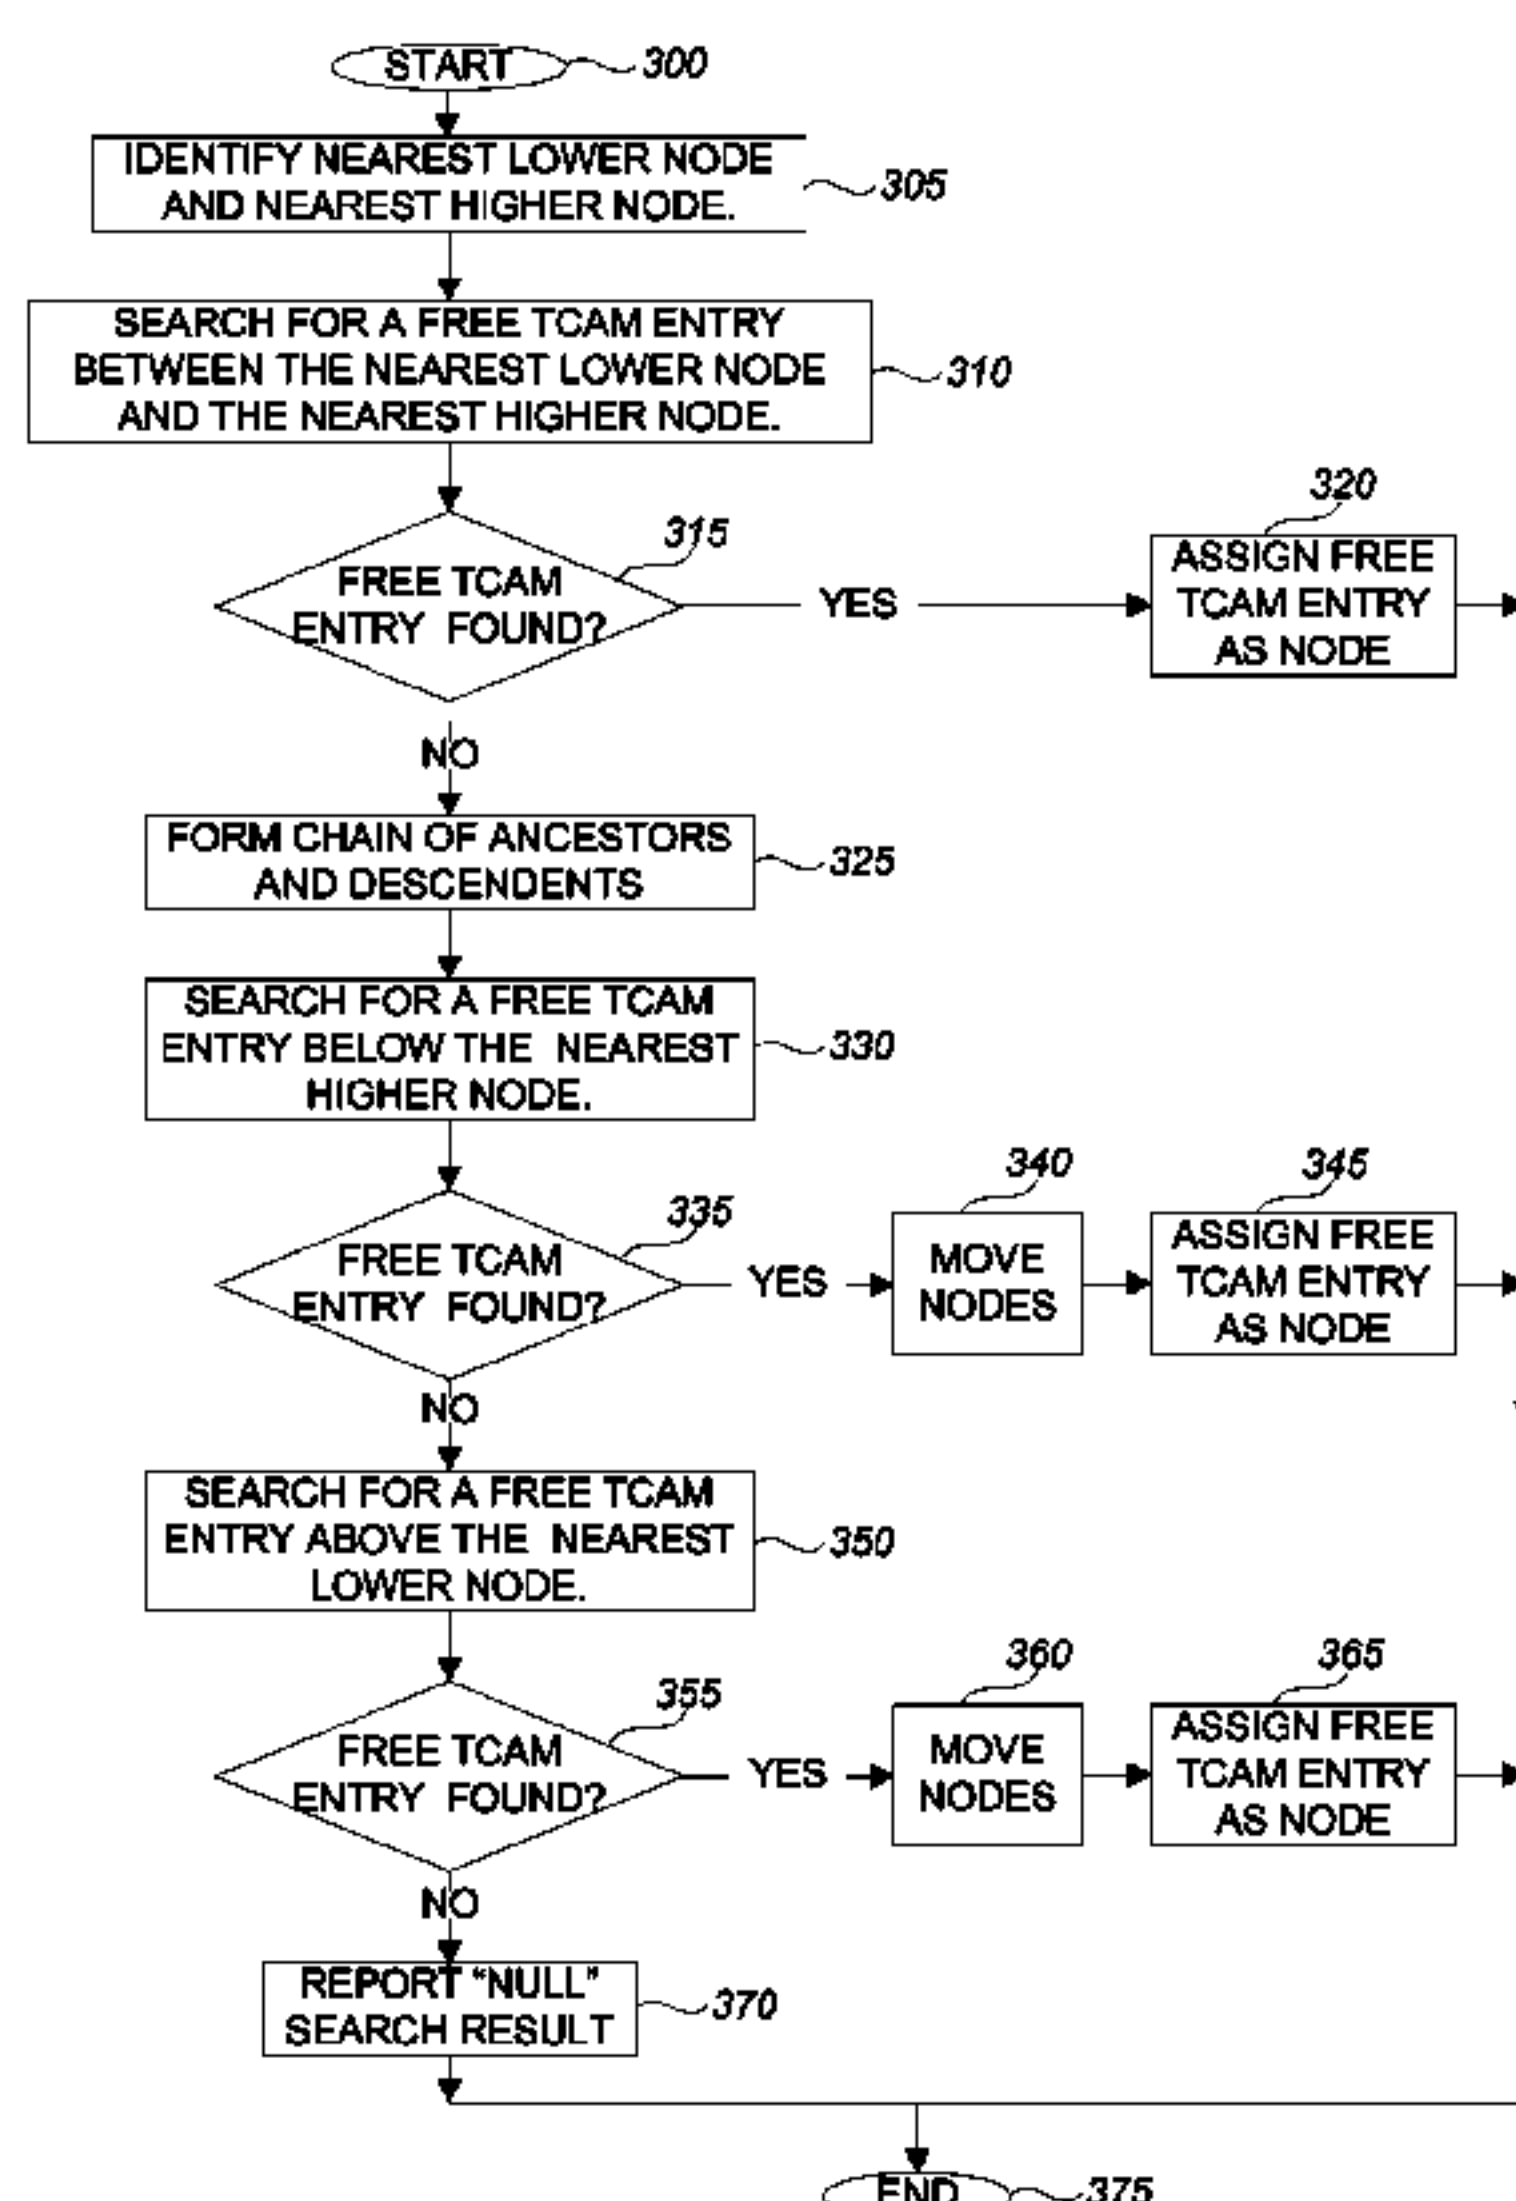 START
300
IDENTIFY NEAREST LOWER NODE
AND NEAREST HIGHER NODE.
305
SEARCH FOR A FREE TCAM ENTRY
BETWEEN THE NEAREST LOWER NODE
AND THE NEAREST HIGHER NODE.
310
315
FREE TCAM
ENTRY FOUND?
YES
320
ASSIGN FREE
TCAM ENTRY
AS NODE
NO
FORM CHAIN OF ANCESTORS
AND DESCENDENTS
325
SEARCH FOR A FREE TCAM
ENTRY BELOW THE NEAREST
HIGHER NODE.
330
335
FREE TCAM
ENTRY FOUND?
YES
340
MOVE
NODES
345
ASSIGN FREE
TCAM ENTRY
AS NODE
NO
SEARCH FOR A FREE TCAM
ENTRY ABOVE THE NEAREST
LOWER NODE.
350
355
FREE TCAM
ENTRY FOUND?
YES
360
MOVE
NODES
365
ASSIGN FREE
TCAM ENTRY
AS NODE
NO
REPORT “NULL”
SEARCH RESULT
370
END
375